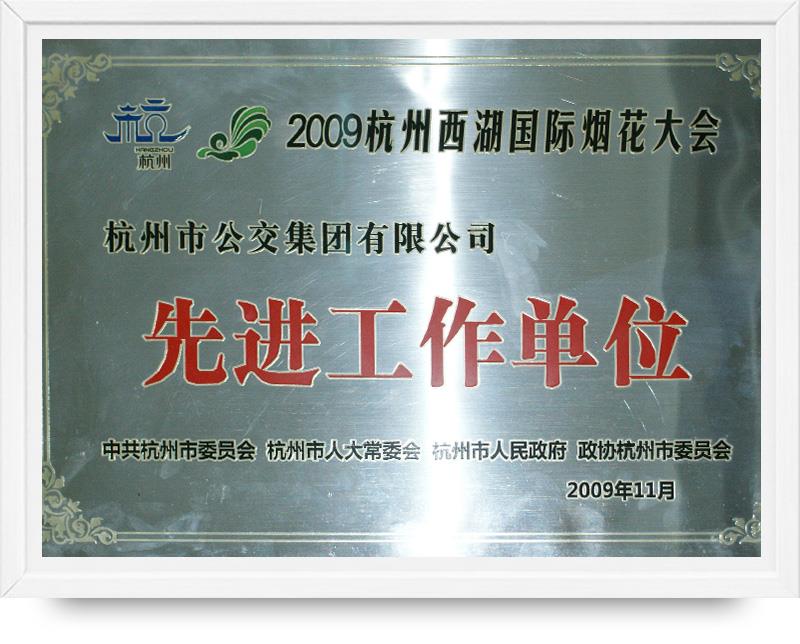 2009杭州西湖国际烟花大会
HANGZHOU
杭州
杭州市公交集团有限公司
先进工作单位
中共杭州市委员会 杭州市人大常委会 杭州市人民政府 政协杭州市委员会
2009年11月